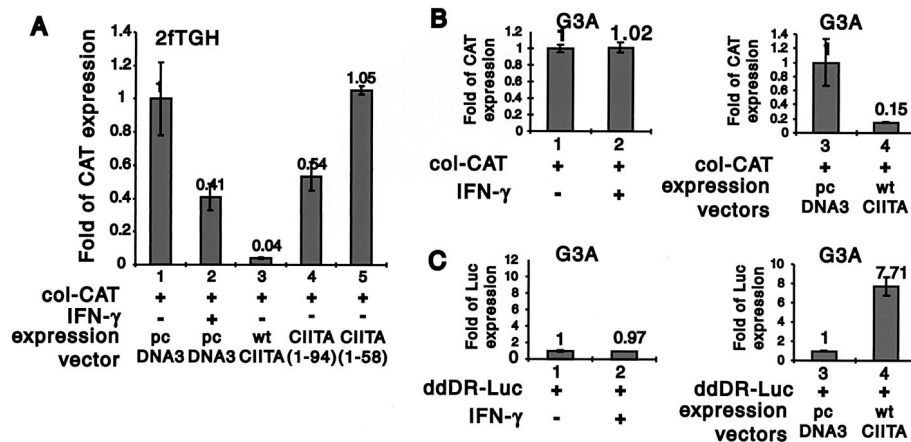 A
2fTGH
Fold of CAT expression
1.4
1.2
1
0.8
0.6
0.4
0.2
0
1
0.41
0.04
0.54
1.05
1 2 3 4 5
col-CAT + + + + +
IFN-γ - + - - -
expression vector
pc DNA3
pc DNA3
wt CIITA
CIITA (1-94)
CIITA (1-58)
B
G3A
Fold of CAT expression
1.2
1
0.8
0.6
0.4
0.2
0
1
1.02
1 2
col-CAT + +
IFN-γ - +
G3A
Fold of CAT expression
1.4
1.2
1
0.8
0.6
0.4
0.2
0
1
0.15
3 4
col-CAT + +
expression vectors
pc DNA3
wt CIITA
C
G3A
Fold of Luc expression
12
10
8
6
4
2
0
1
0.97
1 2
ddDR-Luc + +
IFN-γ - +
G3A
Fold of Luc expression
10
8
6
4
2
0
1
7.71
3 4
ddDR-Luc + +
expression vectors
pc DNA3
wt CIITA